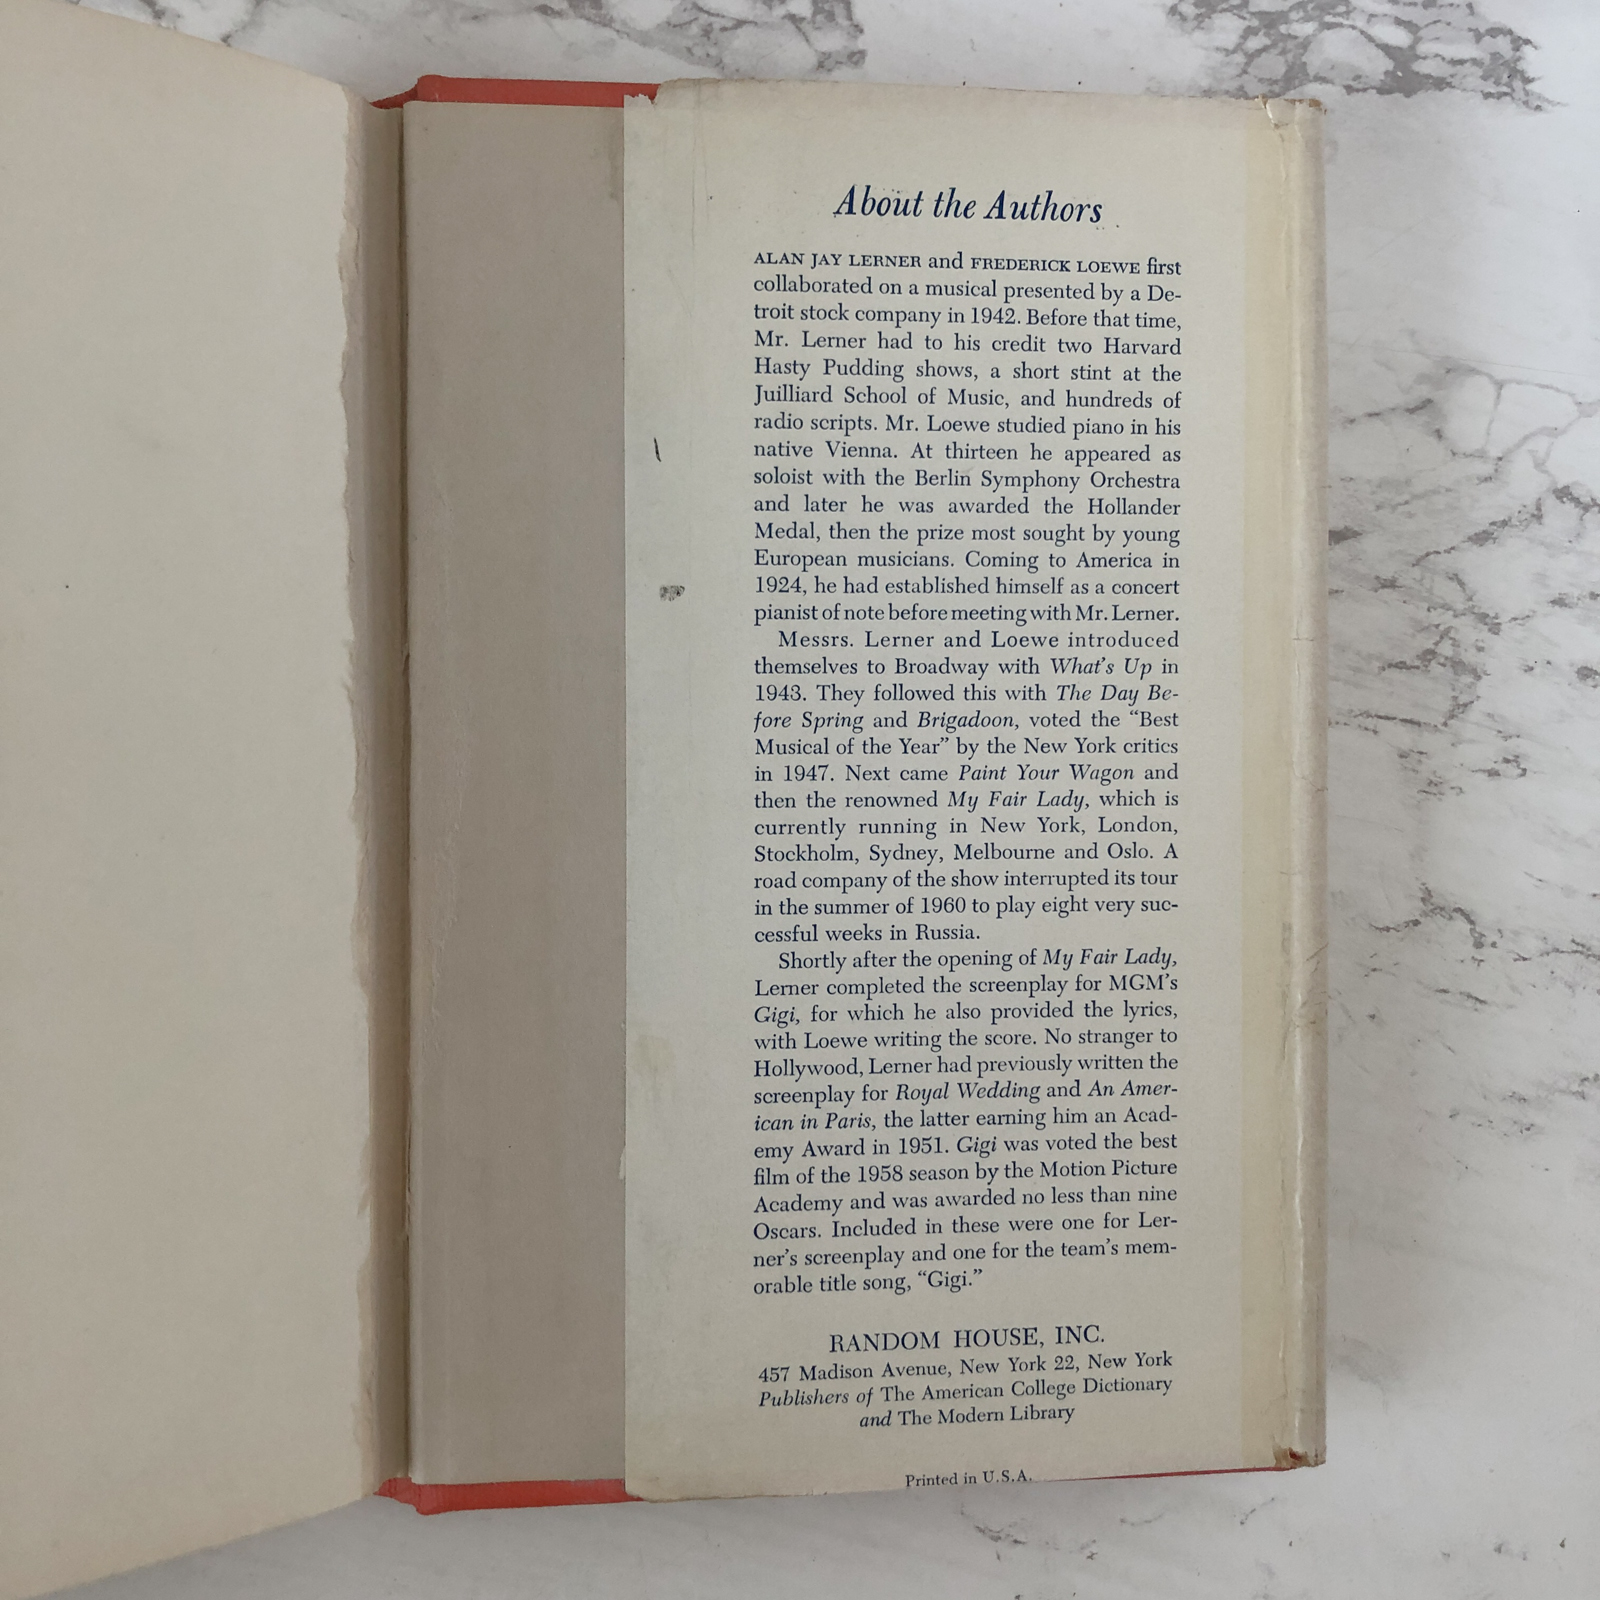 About the Authors
ALAN JAY LERNER and FREDERICK LOEWE first
collaborated on a musical presented by a De-
troit stock company in 1942. Before that time,
Mr. Lerner had to his credit two Harvard
Hasty Pudding shows, a short stint at the
Juilliard School of Music, and hundreds of
radio scripts. Mr. Loewe studied piano in his
native Vienna. At thirteen he appeared as
soloist with the Berlin Symphony Orchestra
and later he was awarded the Hollander
Medal, then the prize most sought by young
European musicians. Coming to America in
1924, he had established himself as a concert
pianist of note before meeting with Mr. Lerner.
Messrs. Lerner and Loewe introduced
themselves to Broadway with What's Up in
1943. They followed this with The Day Be-
fore Spring and Brigadoon, voted the “Best
Musical of the Year” by the New York critics
in 1947. Next came Paint Your Wagon and
then the renowned My Fair Lady, which is
currently running in New York, London,
Stockholm, Sydney, Melbourne and Oslo. A
road company of the show interrupted its tour
in the summer of 1960 to play eight very suc-
cessful weeks in Russia.
Shortly after the opening of My Fair Lady,
Lerner completed the screenplay for MGM's
Gigi, for which he also provided the lyrics,
with Loewe writing the score. No stranger to
Hollywood, Lerner had previously written the
screenplay for Royal Wedding and An Amer-
ican in Paris, the latter earning him an Acad-
emy Award in 1951. Gigi was voted the best
film of the 1958 season by the Motion Picture
Academy and was awarded no less than nine
Oscars. Included in these were one for Ler-
ner's screenplay and one for the team's mem-
orable title song, “Gigi.”
RANDOM HOUSE, INC.
457 Madison Avenue, New York 22, New York
Publishers of The American College Dictionary
and The Modern Library
Printed in U.S.A.